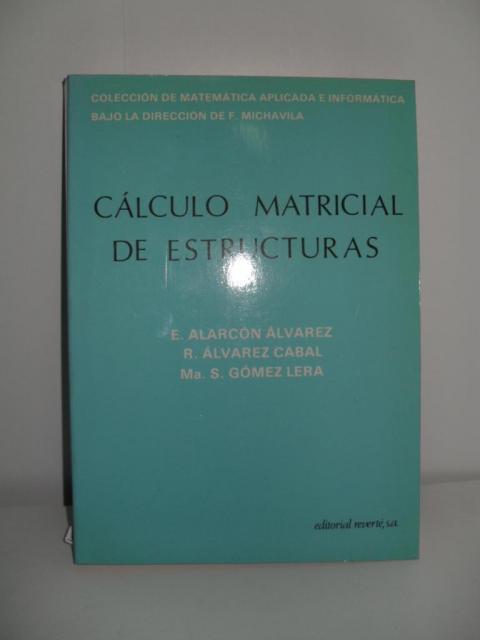 COLECCIÓN DE MATEMÁTICA APLICADA E INFORMÁTICA
BAJO LA DIRECCIÓN DE F. MICHAVILA
CÁLCULO MATRICIAL
DE ESTRUCTURAS
E. ALARCÓN ÁLVAREZ
R. ÁLVAREZ CABAL
Ma. S. GÓMEZ LERA
editorial reverté, s.a.